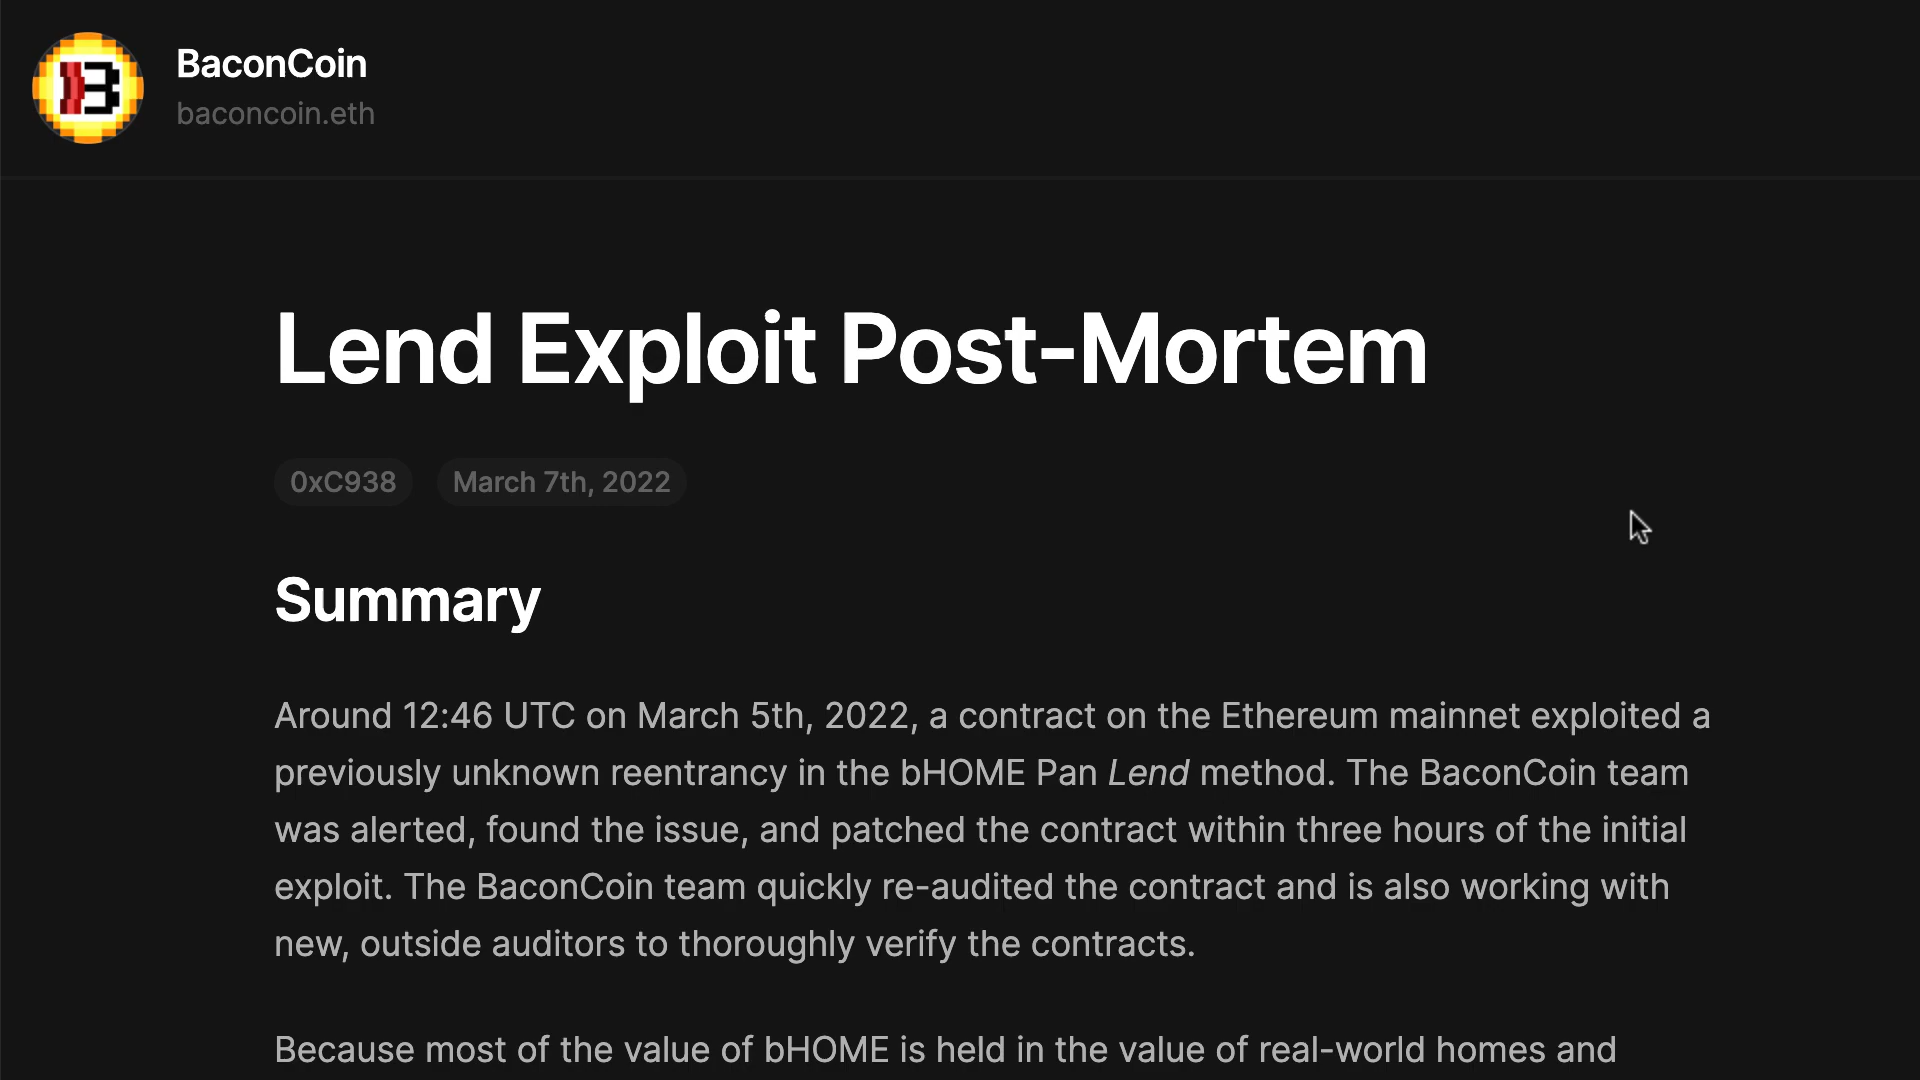 B
BaconCoin
baconcoin.eth
Lend Exploit Post-Mortem
0xC938 March 7th, 2022
Summary
Around 12:46 UTC on March 5th, 2022, a contract on the Ethereum mainnet exploited a
previously unknown reentrancy in the bHOME Pan Lend method. The BaconCoin team
was alerted, found the issue, and patched the contract within three hours of the initial
exploit. The BaconCoin team quickly re-audited the contract and is also working with
new, outside auditors to thoroughly verify the contracts.
Because most of the value of bHOME is held in the value of real-world homes and